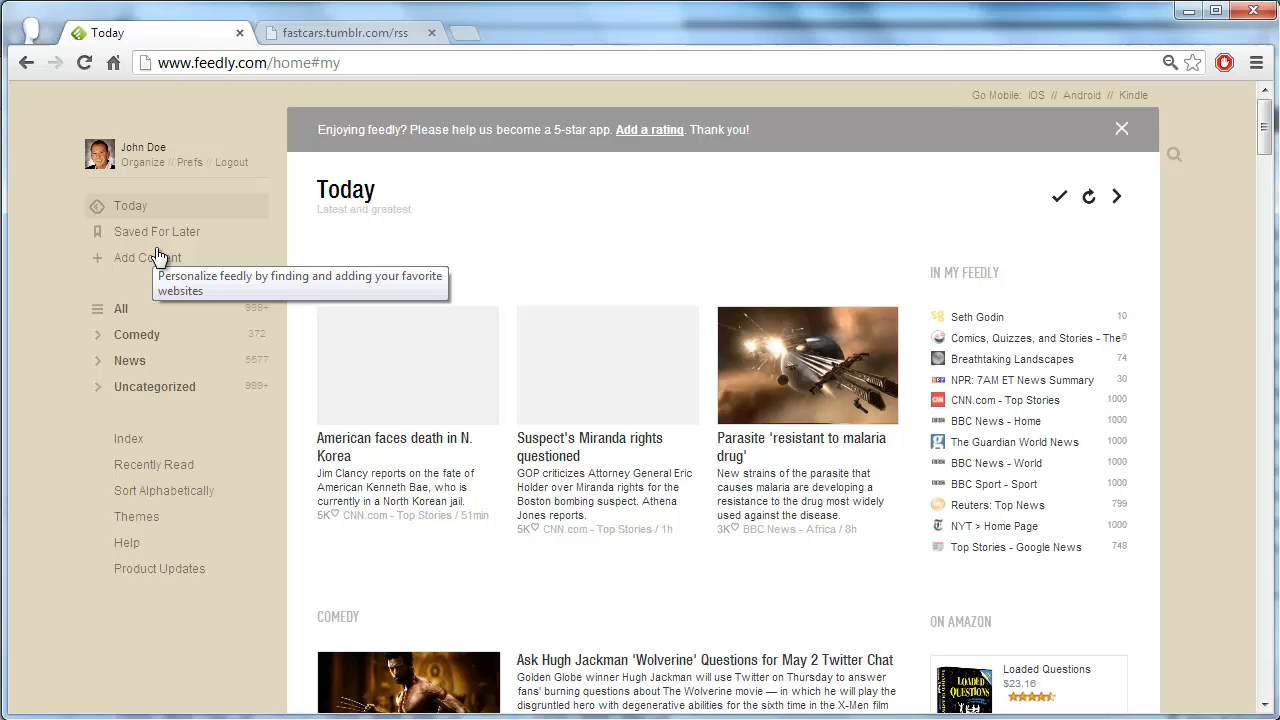 Today
fastcars.tumblr.com/rss
www.feedly.com/home#my
Go Mobile: iOS // Android // Kindle
Enjoying feedly? Please help us become a 5-star app. Add a rating. Thank you!
John Doe
Organize // Prefs // Logout
Today
Saved For Later
Add Content
Personalize feedly by finding and adding your favorite
websites
All 999+
Comedy 372
News 5577
Uncategorized 999+
Index
Recently Read
Sort Alphabetically
Themes
Help
Product Updates
Today
Latest and greatest
American faces death in N.
Korea
Jim Clancy reports on the fate of
American Kenneth Bae, who is
currently in a North Korean jail.
5K♡ CNN.com - Top Stories / 51min
Suspect's Miranda rights
questioned
GOP criticizes Attorney General Eric
Holder over Miranda rights for the
Boston bombing suspect. Athena
Jones reports.
5K♡ CNN.com - Top Stories / 1h
Parasite 'resistant to malaria
drug'
New strains of the parasite that
causes malaria are developing a
resistance to the drug most widely
used against the disease.
3K♡ BBC News - Africa / 8h
IN MY FEEDLY
Seth Godin 10
Comics, Quizzes, and Stories - The 6
Breathtaking Landscapes 74
NPR: 7AM ET News Summary 30
CNN.com - Top Stories 1000
BBC News - Home 1000
The Guardian World News 1000
BBC News - World 1000
BBC Sport - Sport 1000
Reuters: Top News 799
NYT > Home Page 1000
Top Stories - Google News 748
COMEDY
Ask Hugh Jackman 'Wolverine' Questions for May 2 Twitter Chat
Golden Globe winner Hugh Jackman will use Twitter on Thursday to answer
fans' burning questions about The Wolverine movie — in which he will play the
disgruntled hero with degenerative abilities for the sixth time in the X-Men film
ON AMAZON
LOADED
QUESTIONS
Loaded Questions
$23.16